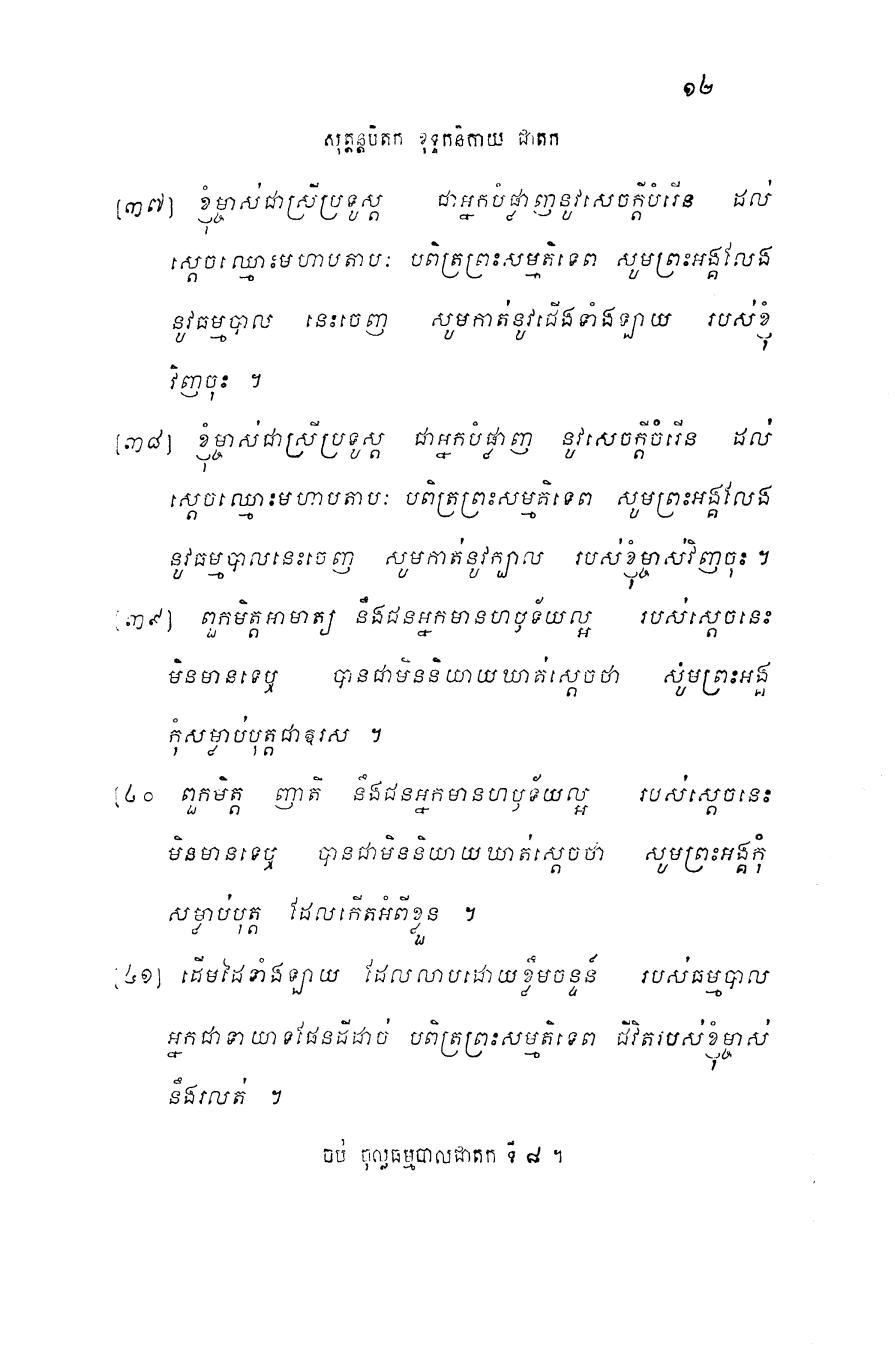 ១២
សុត្តន្តបិតក ខុទ្ទកនិកាយ ជាតក
[៣៧] ខ្ញុំម្ចាស់ជាស្រីប្រទូស្ត ជាអ្នកបំផ្លាញនូវសេចក្តីចំរើន ដល់
ស្តេចឈ្មោះមហាបតាបៈ បពិត្រព្រះសម្មតិទេព សូមព្រះអង្គលែង
នូវធម្មបាល នេះចេញ សូមកាត់នូវជើងទាំងឡាយ របស់ខ្ញុំ
វិញចុះ ។
[៣៨] ខ្ញុំម្ចាស់ជាស្រីប្រទូស្ត ជាអ្នកបំផ្លាញ នូវសេចក្តីចំរើន ដល់
ស្តេចឈ្មោះមហាបតាបៈ បពិត្រព្រះសម្មតិទេព សូមព្រះអង្គលែង
នូវធម្មបាលនេះចេញ សូមកាត់នូវក្បាល របស់ខ្ញុំម្ចាស់វិញចុះ ។
[៣៩] ពួកមិត្តអាមាត្យ នឹងជនអ្នកមានហឫទ័យល្អ របស់ស្តេចនេះ
មិនមានទេឬ បានជាមិននិយាយឃាត់ស្តេចថា សូមព្រះអង្គ
កុំសម្លាប់បុត្តជាឱរស ។
[៤០ ពួកមិត្ត ញាតី នឹងជនអ្នកមានហឫទ័យល្អ របស់ស្តេចនេះ
មិនមានទេឬ បានជាមិននិយាយឃាត់ស្តេចថា សូមព្រះអង្គកុំ
សម្លាប់បុត្ត ដែលកើតអំពីខ្លួន ។
[៤១] ដើមដៃទាំងឡាយ ដែលលាបដោយខ្លឹមចន្ទន៍ របស់ធម្មបាល
អ្នកជាទាយាទផែនដីដាច់ បពិត្រព្រះសម្មតិទេព ជីវិតរបស់ខ្ញុំម្ចាស់
នឹងរលត់ ។
ចប់ ចុល្លធម្មបាលជាតក ទី ៨ ។